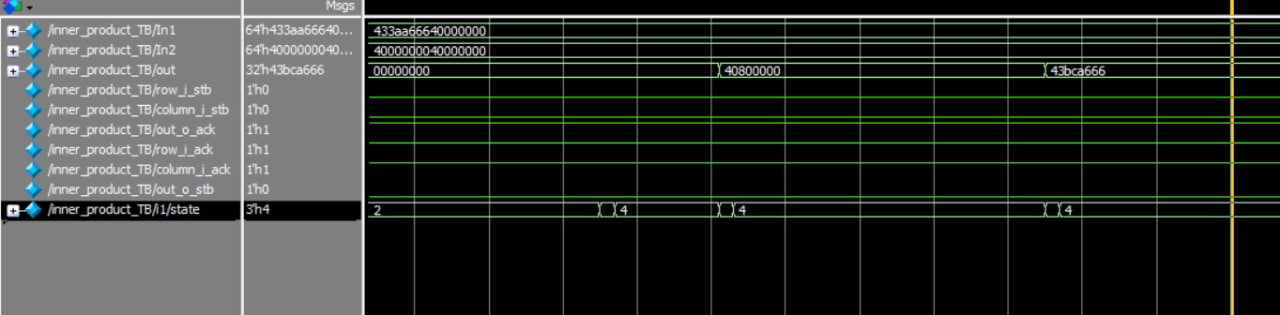 Msgs
/inner_product_TB/In1 64'h433aa66640... 433aa66640000000
/inner_product_TB/In2 64'h4000000040... 4000000040000000
/inner_product_TB/out 32'h43bca666 00000000 40800000 43bca666
/inner_product_TB/row_i_stb 1'h0
/inner_product_TB/column_i_stb 1'h0
/inner_product_TB/out_o_ack 1'h1
/inner_product_TB/row_i_ack 1'h1
/inner_product_TB/column_i_ack 1'h1
/inner_product_TB/out_o_stb 1'h0
/inner_product_TB/i1/state 3'h4 2 4 4 4